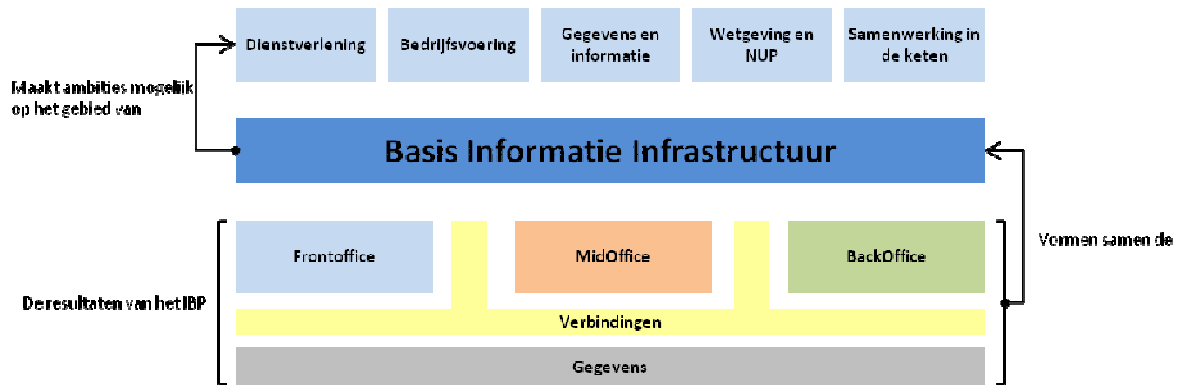 Dienstverlening
Bedrijfsvoering
Gegevens en
informatie
Wetgeving en
NUP
Samenwerking in
de keten
Maakt ambities mogelijk
op het gebied van
Basis Informatie Infrastructuur
Frontoffice
MidOffice
BackOffice
Vormen samen de
De resultaten van het IBP
Verbindingen
Gegevens